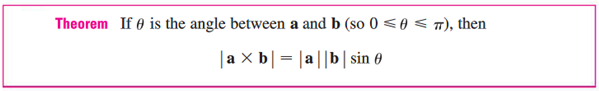 Theorem If θ is the angle between a and b (so 0 ≤ θ ≤ π), then
|a × b| = |a||b| sin θ